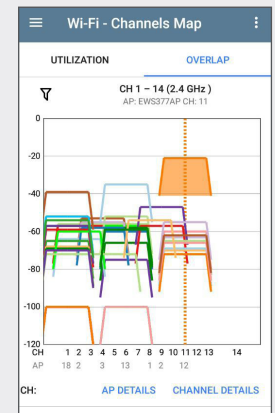 Wi-Fi - Channels Map
UTILIZATION OVERLAP
CH 1 – 14 (2.4 GHz )
AP: EWS377AP CH: 11
0
-20
-40
-60
-80
-100
-120
CH 1 2 3 4 5 6 7 8 9 10 11 12 13 14
AP 18 2 3 13 1 2 12
CH: AP DETAILS CHANNEL DETAILS